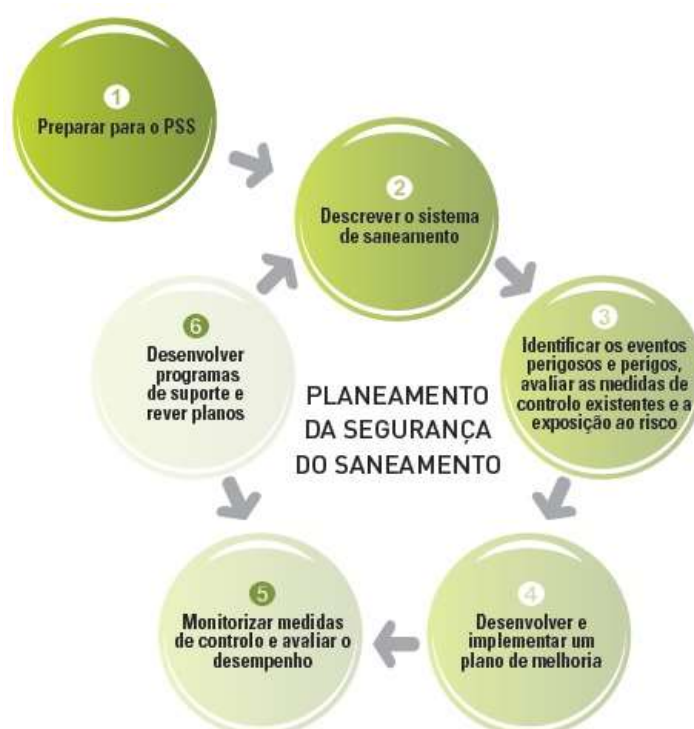 1
Preparar para o PSS
2
Descrever o sistema
de saneamento
3
Identificar os eventos
perigosos e perigos,
avaliar as medidas de
controlo existentes e a
exposição ao risco
4
Desenvolver e
implementar um
plano de melhoria
5
Monitorizar medidas
de controlo e avaliar o
desempenho
6
Desenvolver
programas
de suporte e
rever planos
PLANEAMENTO
DA SEGURANÇA
DO SANEAMENTO